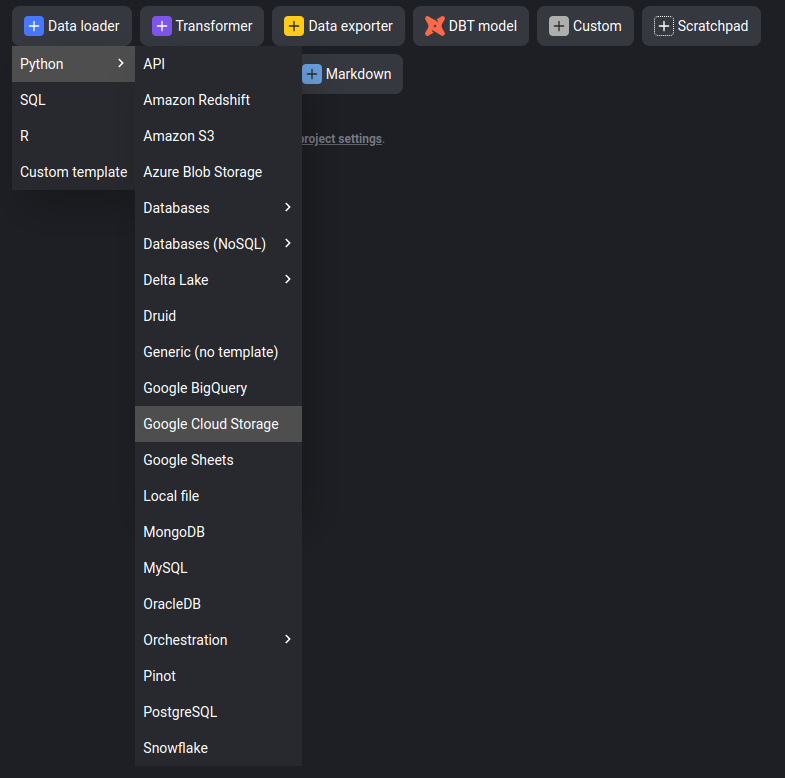 Data loader
Transformer
Data exporter
DBT model
Custom
Scratchpad
Markdown
project settings.
Python
SQL
R
Custom template
API
Amazon Redshift
Amazon S3
Azure Blob Storage
Databases
Databases (NoSQL)
Delta Lake
Druid
Generic (no template)
Google BigQuery
Google Cloud Storage
Google Sheets
Local file
MongoDB
MySQL
OracleDB
Orchestration
Pinot
PostgreSQL
Snowflake